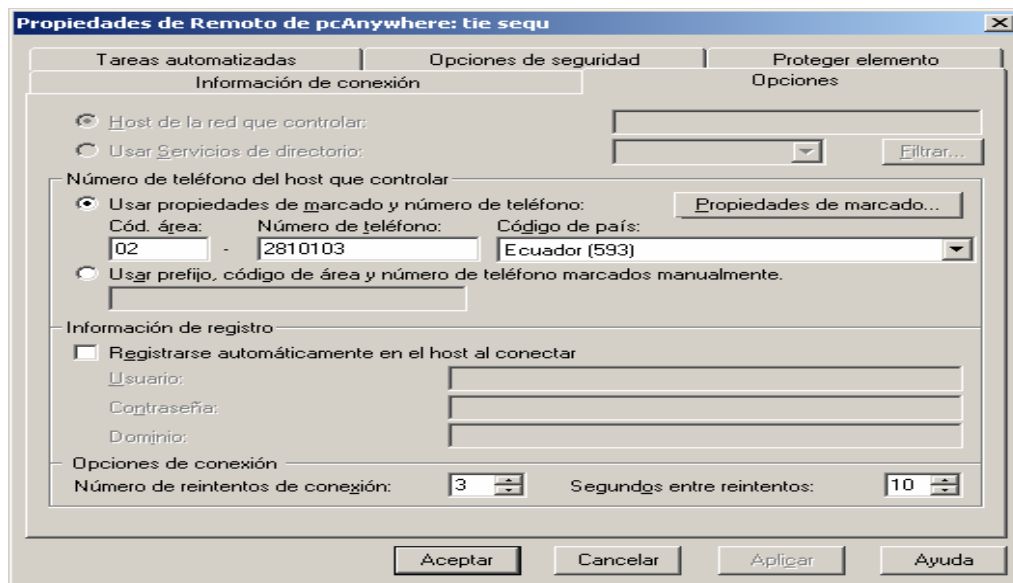 Propiedades de Remoto de pcAnywhere: tie sequ
Tareas automatizadas Opciones de seguridad Proteger elemento
Información de conexión Opciones
Host de la red que controlar:
Usar Servicios de directorio: Filtrar...
Número de teléfono del host que controlar
Usar propiedades de marcado y número de teléfono: Propiedades de marcado...
Cód. área: Número de teléfono: Código de país:
02 - 2810103 Ecuador (593)
Usar prefijo, código de área y número de teléfono marcados manualmente.
Información de registro
Registrarse automáticamente en el host al conectar
Usuario:
Contraseña:
Dominio:
Opciones de conexión
Número de reintentos de conexión: 3 Segundos entre reintentos: 10
Aceptar Cancelar Aplicar Ayuda